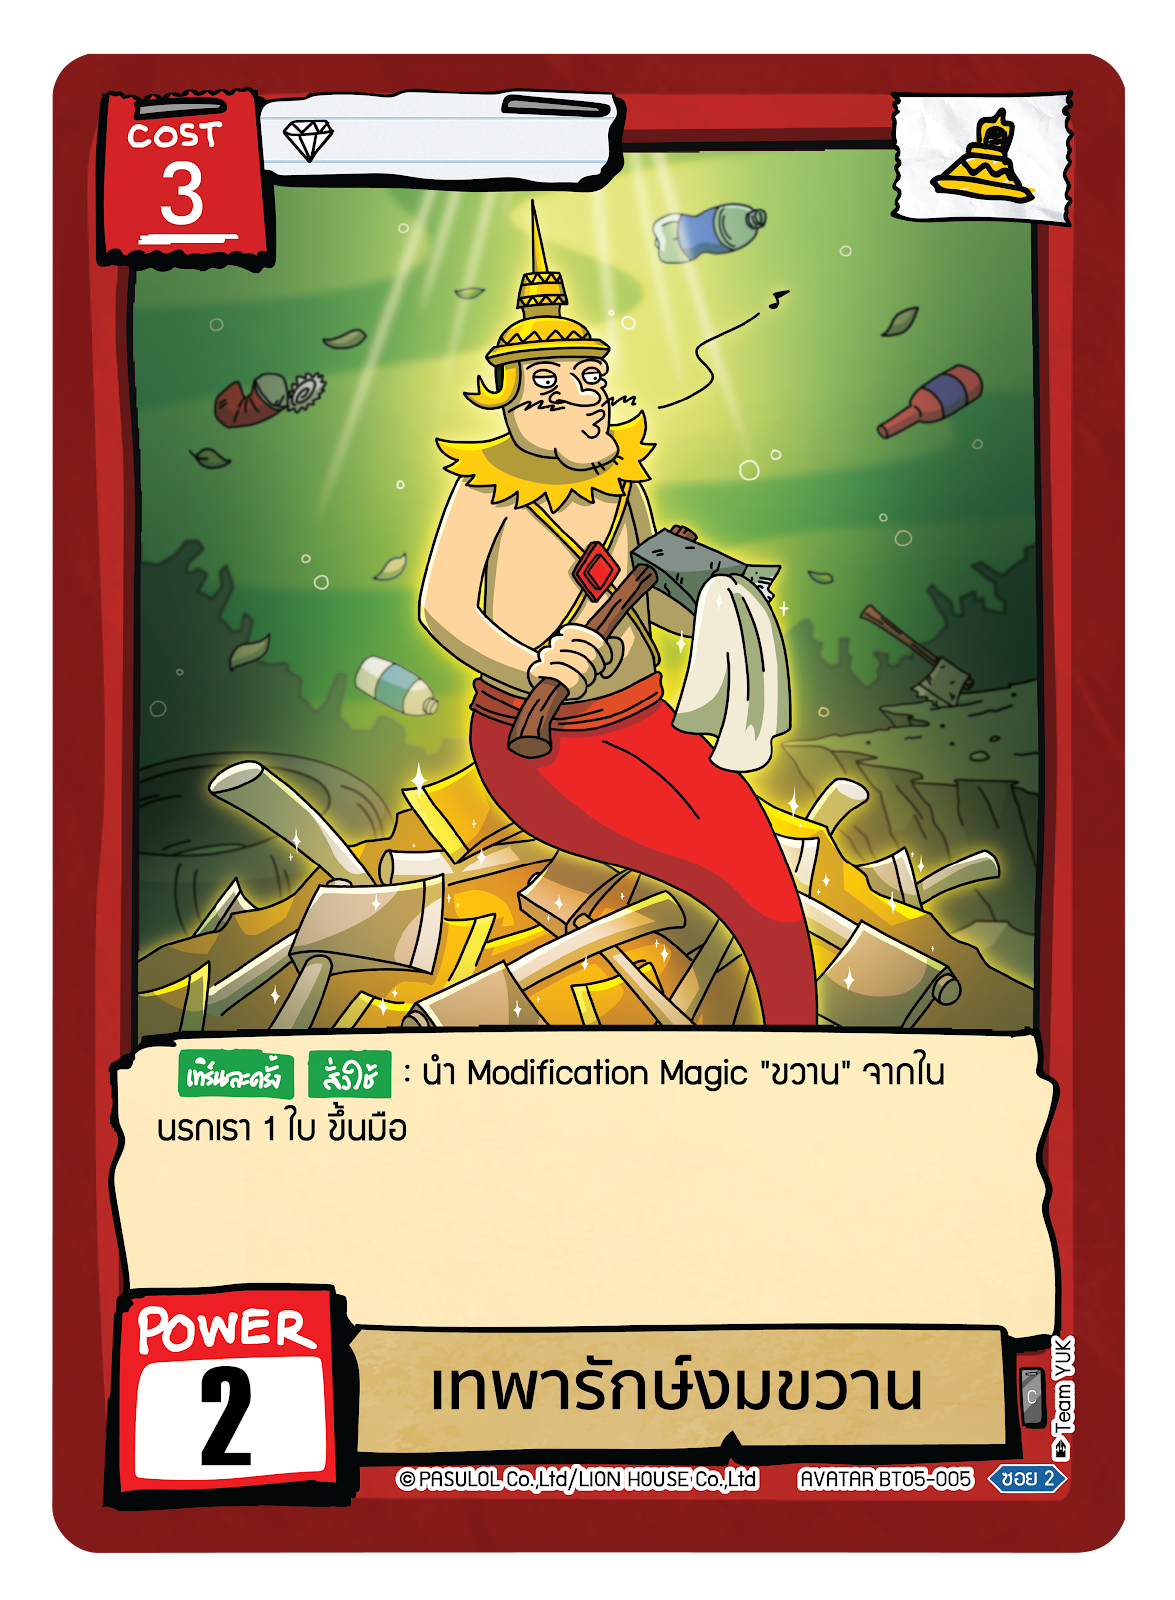 COST
3
เทิร์นละครั้ง สั่งใช้ : นำ Modification Magic "ขวาน" จากใน
นรกเรา 1 ใบ ขึ้นมือ
POWER
2
เทพารักษ์งมขวาน
C
Team YUK
© PASULOL Co.,Ltd/LION HOUSE Co.,Ltd AVATAR BT05-005 ซอย 2